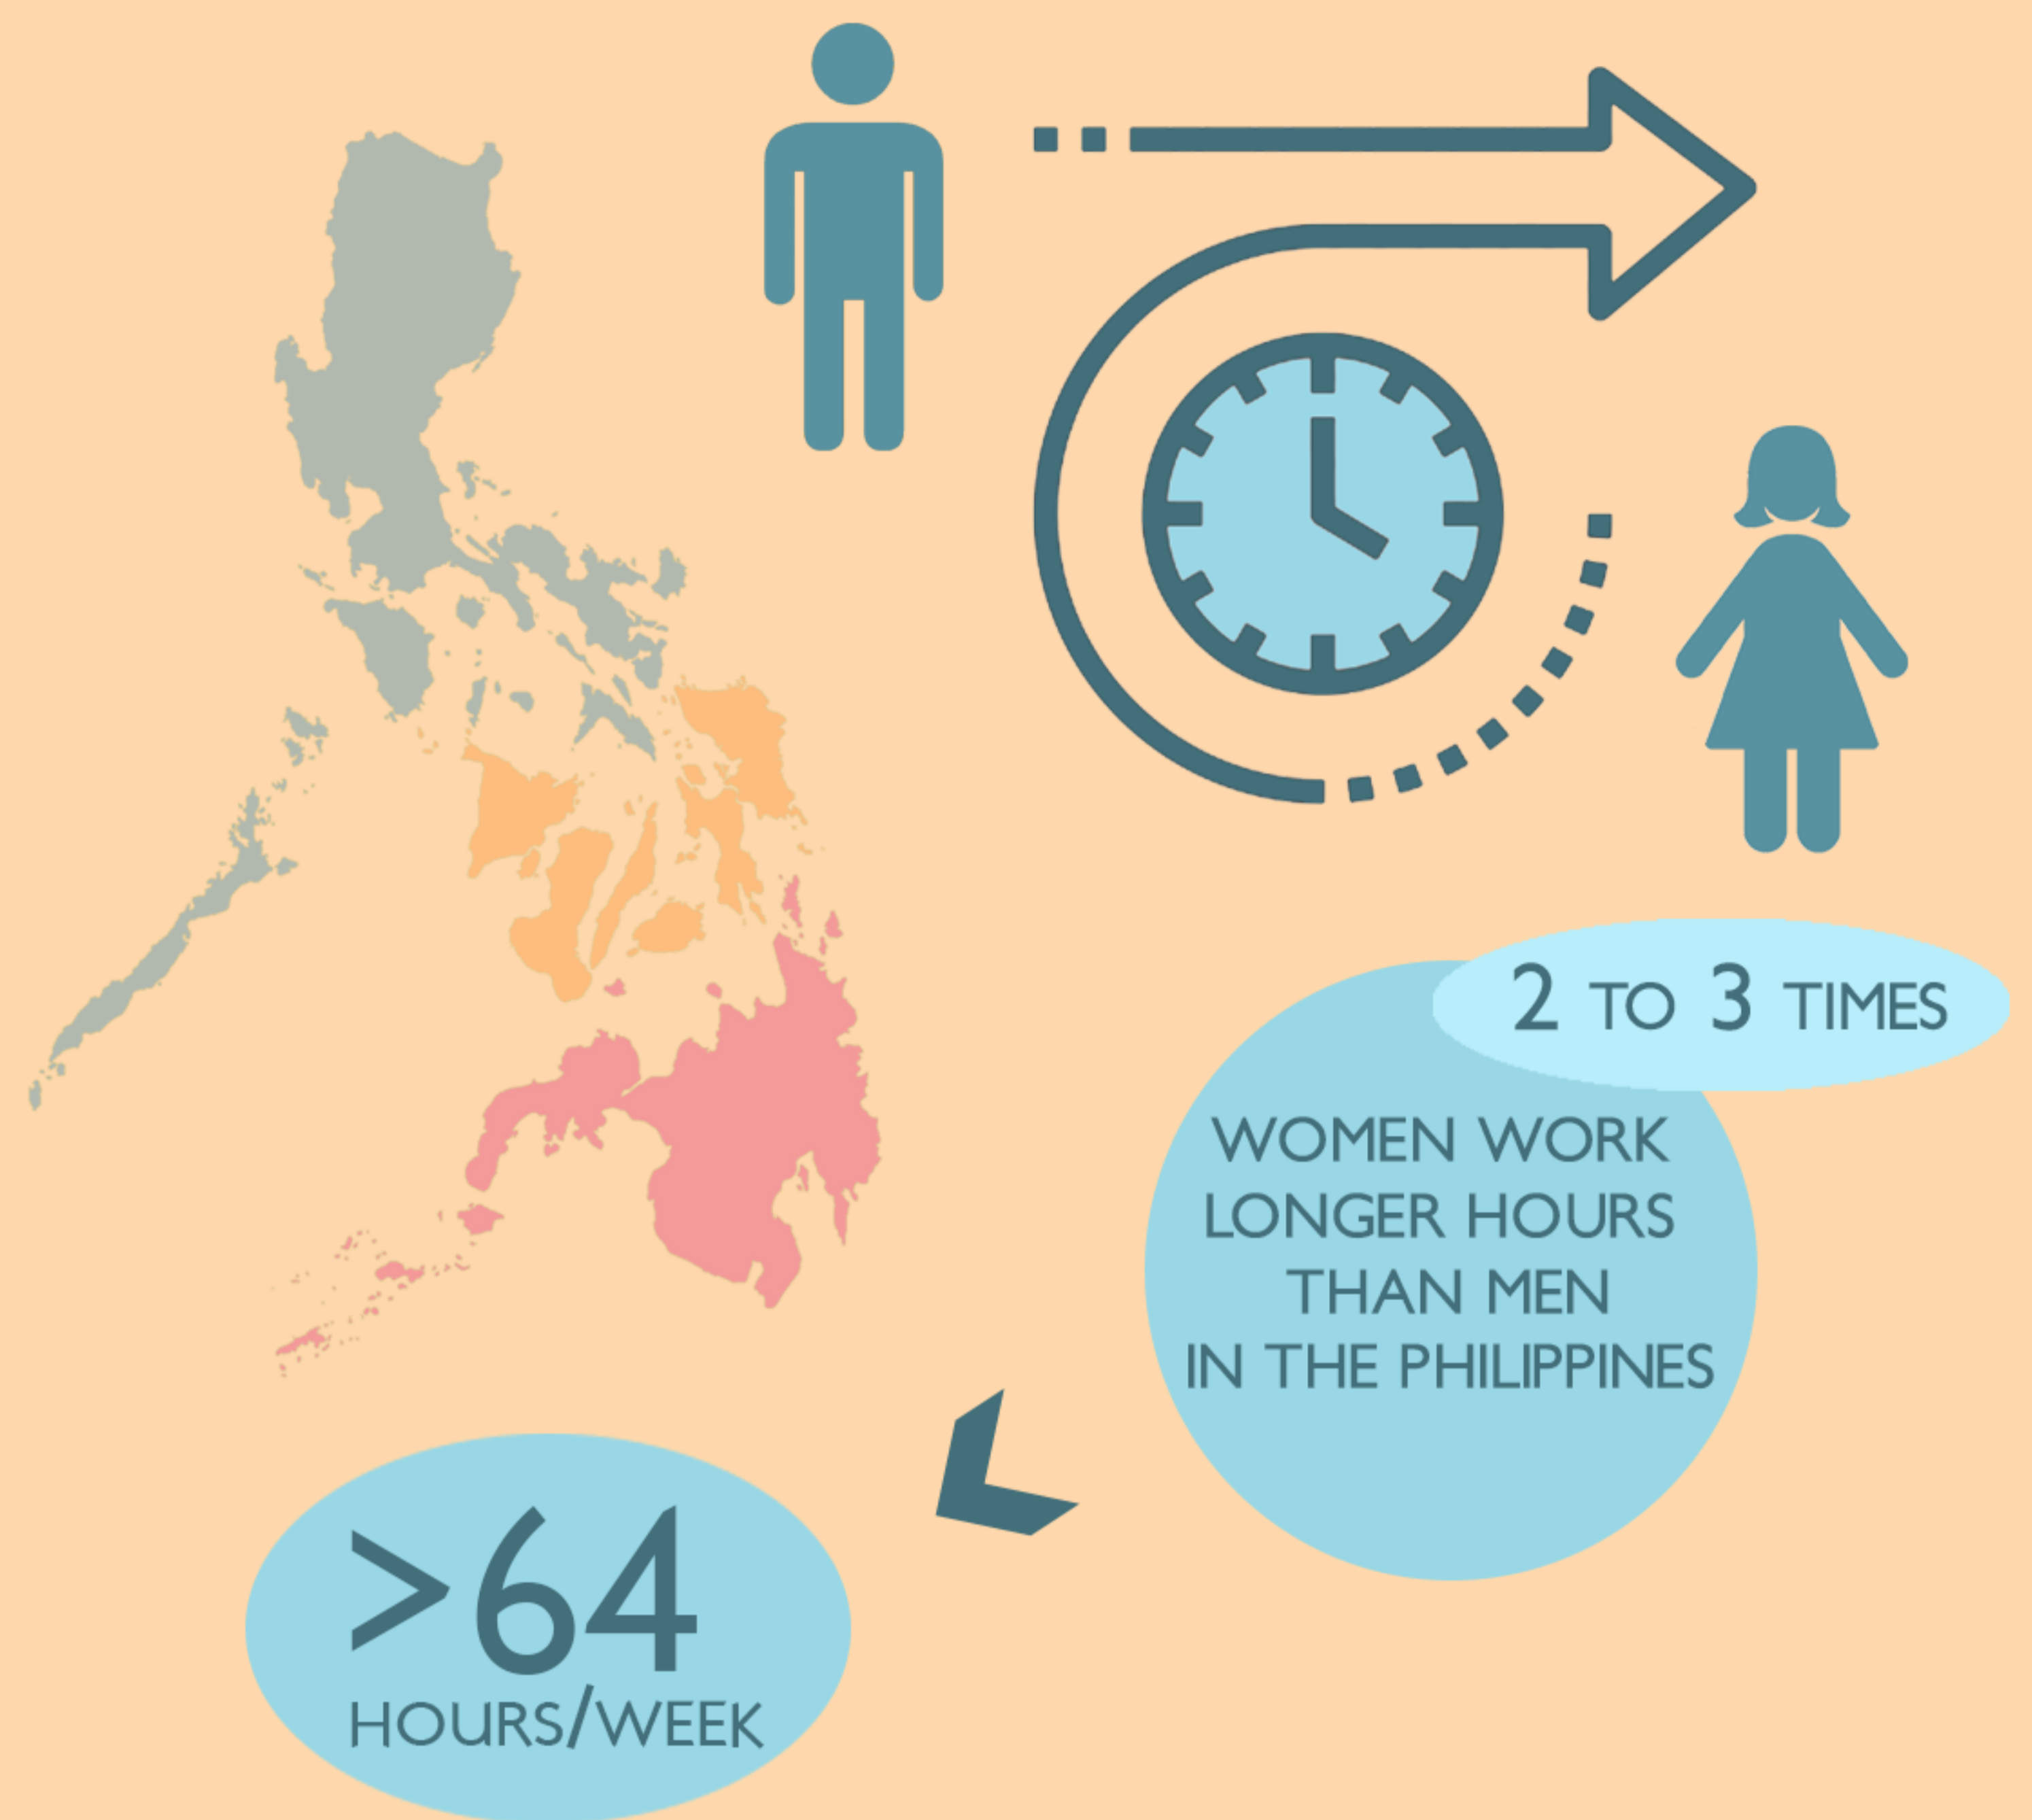 2 TO 3 TIMES
WOMEN WORK
LONGER HOURS
THAN MEN
IN THE PHILIPPINES
>64
HOURS/WEEK